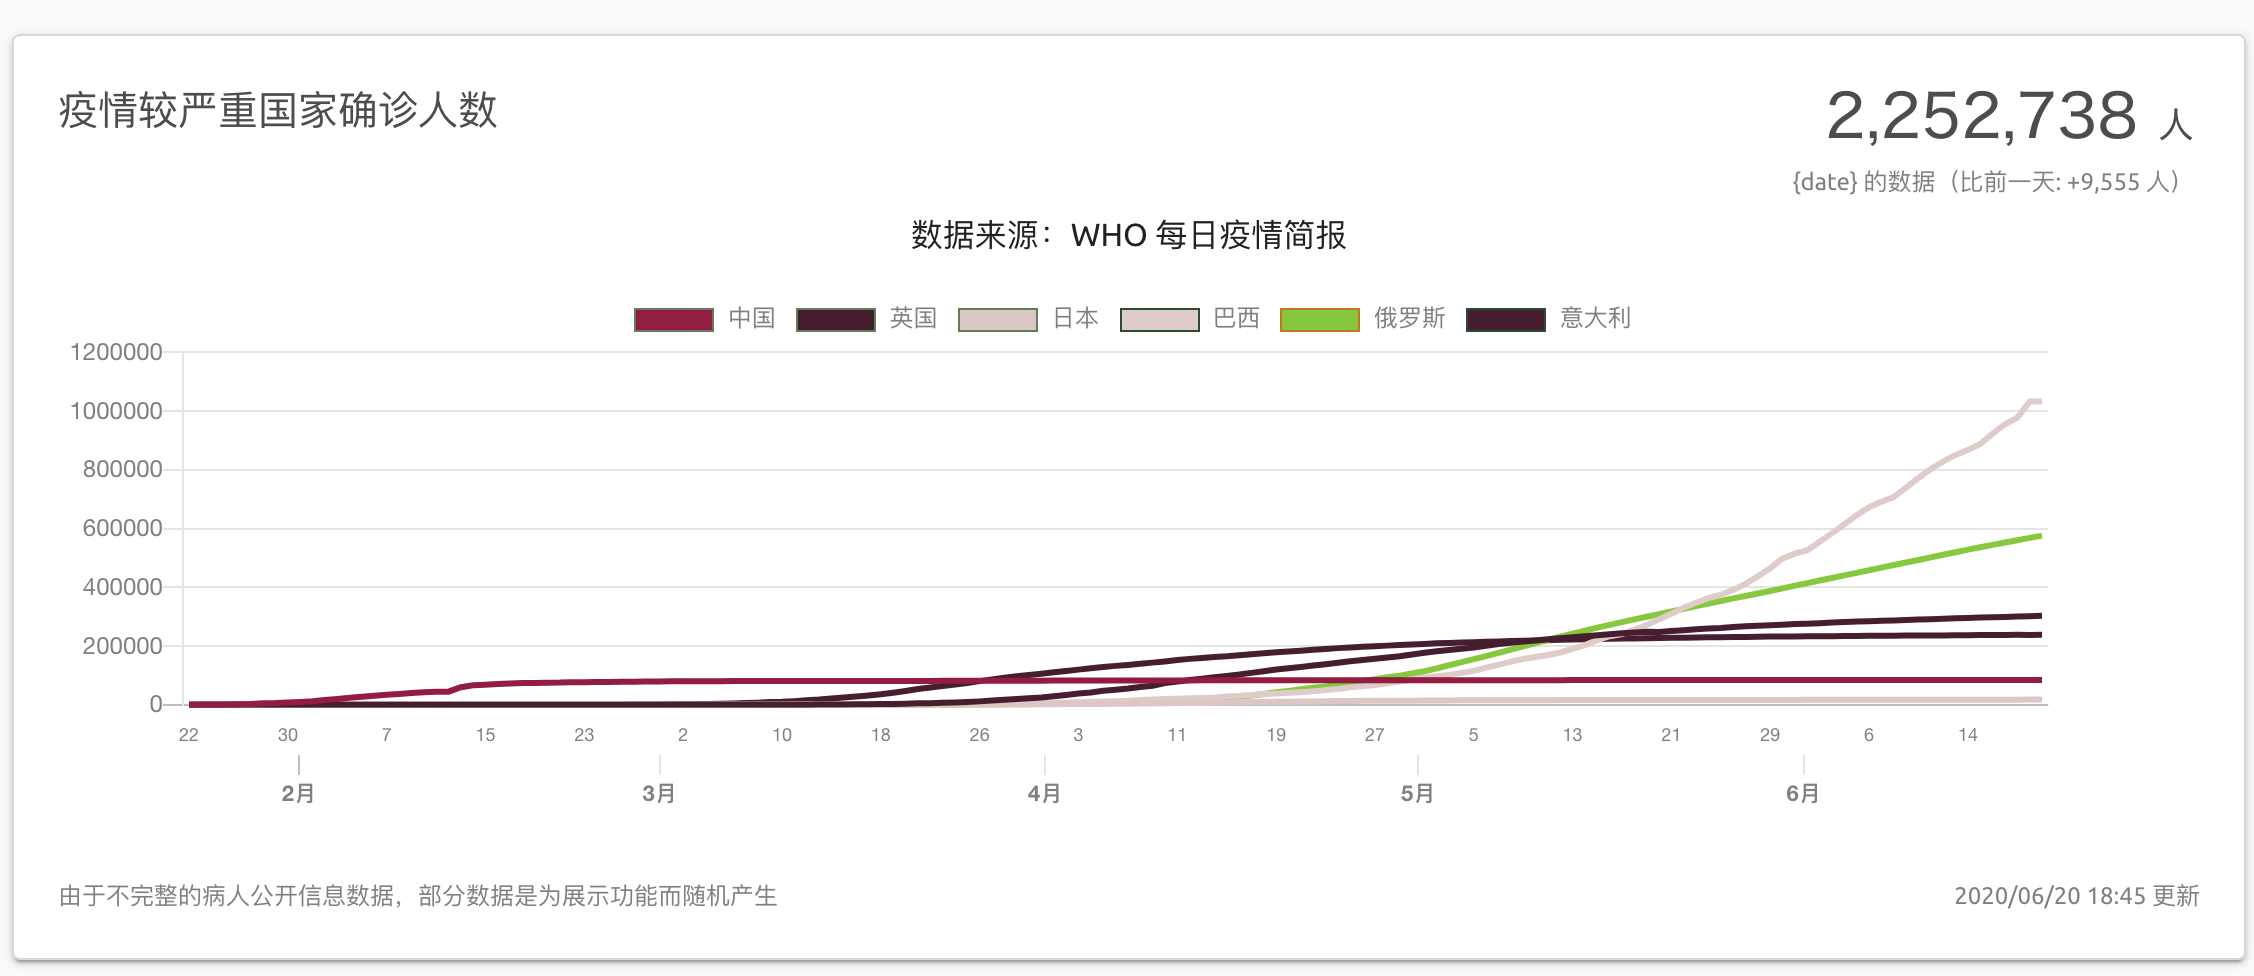 疫情较严重国家确诊人数
2,252,738 人
{date} 的数据（比前一天: +9,555 人）
数据来源：WHO 每日疫情简报
中国 英国 日本 巴西 俄罗斯 意大利
1200000
1000000
800000
600000
400000
200000
0
22 30 7 15 23 2 10 18 26 3 11 19 27 5 13 21 29 6 14
2月 3月 4月 5月 6月
由于不完整的病人公开信息数据，部分数据是为展示功能而随机产生
2020/06/20 18:45 更新